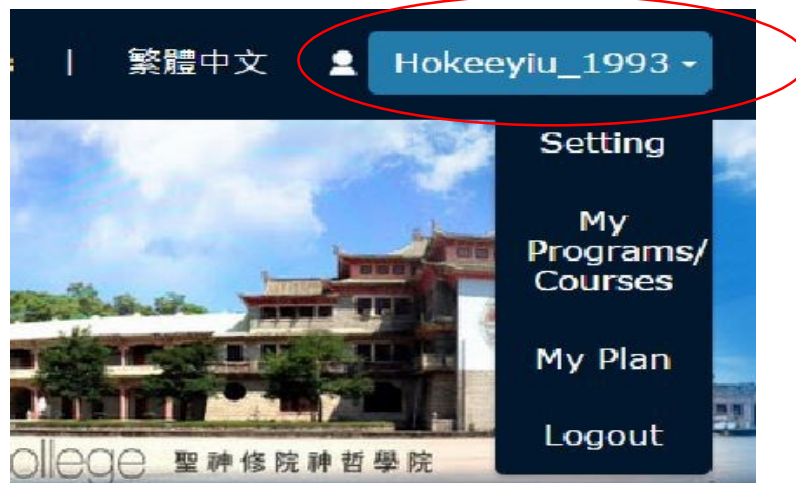 | 繁體中文 Hokeeyiu_1993
Setting
My
Programs/
Courses
My Plan
Logout
ollege 聖神修院神哲學院